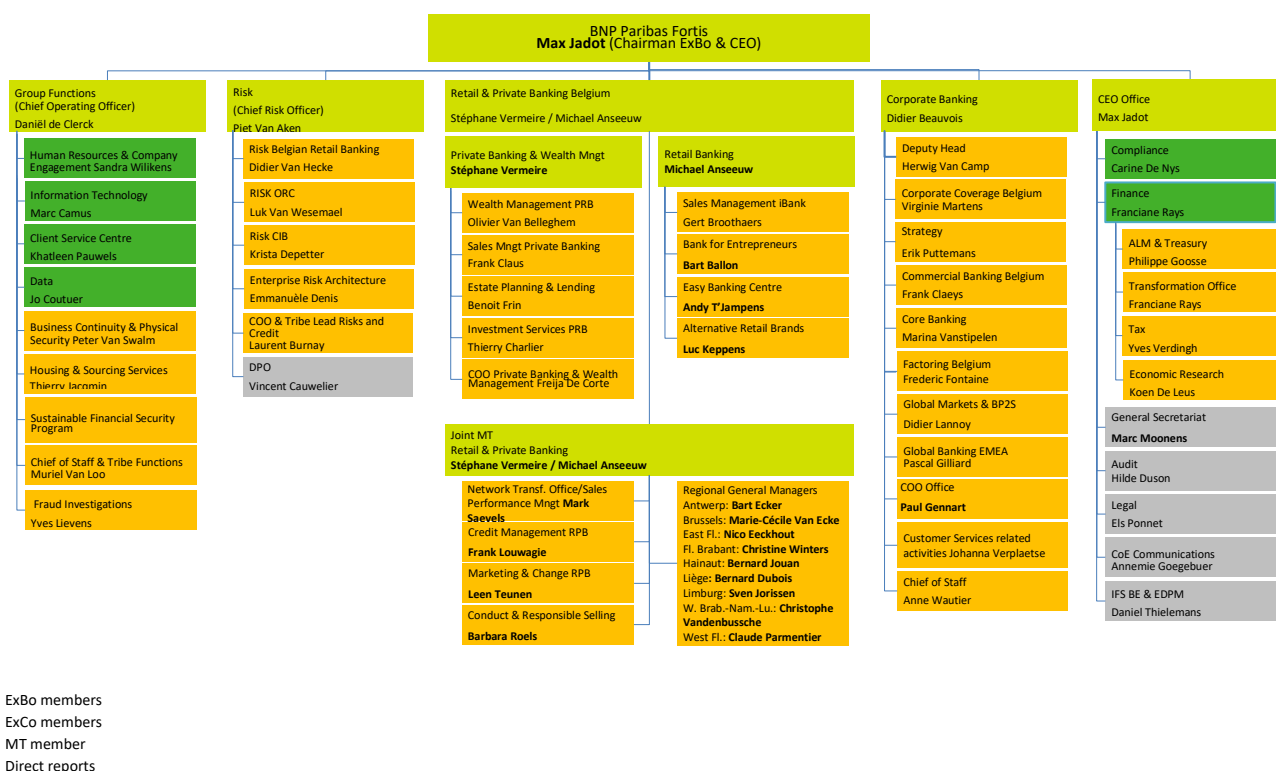 BNP Paribas Fortis
Max Jadot (Chairman ExBo & CEO)
Group Functions
(Chief Operating Officer)
Daniël de Clerck
Human Resources & Company
Engagement Sandra Wilikens
Information Technology
Marc Camus
Client Service Centre
Khatleen Pauwels
Data
Jo Coutuer
Business Continuity & Physical
Security Peter Van Swalm
Housing & Sourcing Services
Thierry Jacqmin
Sustainable Financial Security
Program
Chief of Staff & Tribe Functions
Muriel Van Loo
Fraud Investigations
Yves Lievens
Risk
(Chief Risk Officer)
Piet Van Aken
Risk Belgian Retail Banking
Didier Van Hecke
RISK ORC
Luk Van Wesemael
Risk CIB
Krista Depetter
Enterprise Risk Architecture
Emmanuèle Denis
COO & Tribe Lead Risks and
Credit
Laurent Burnay
DPO
Vincent Cauwelier
Retail & Private Banking Belgium
Stéphane Vermeire / Michael Anseeuw
Private Banking & Wealth Mngt
Stéphane Vermeire
Wealth Management PRB
Olivier Van Belleghem
Sales Mngt Private Banking
Frank Claus
Estate Planning & Lending
Benoit Frin
Investment Services PRB
Thierry Charlier
COO Private Banking & Wealth
Management Freija De Corte
Retail Banking
Michael Anseeuw
Sales Management iBank
Gert Broothaers
Bank for Entrepreneurs
Bart Ballon
Easy Banking Centre
Andy T’Jampens
Alternative Retail Brands
Luc Keppens
Joint MT
Retail & Private Banking
Stéphane Vermeire / Michael Anseeuw
Network Transf. Office/Sales
Performance Mngt Mark
Saevels
Credit Management RPB
Frank Louwagie
Marketing & Change RPB
Leen Teunen
Conduct & Responsible Selling
Barbara Roels
Regional General Managers
Antwerp: Bart Ecker
Brussels: Marie-Cécile Van Ecke
East Fl.: Nico Eeckhout
Fl. Brabant: Christine Winters
Hainaut: Bernard Jouan
Liège: Bernard Dubois
Limburg: Sven Jorissen
W. Brab.-Nam.-Lu.: Christophe
Vandenbussche
West Fl.: Claude Parmentier
Corporate Banking
Didier Beauvois
Deputy Head
Herwig Van Camp
Corporate Coverage Belgium
Virginie Martens
Strategy
Erik Puttemans
Commercial Banking Belgium
Frank Claeys
Core Banking
Marina Vanstipelen
Factoring Belgium
Frederic Fontaine
Global Markets & BP2S
Didier Lannoy
Global Banking EMEA
Pascal Gilliard
COO Office
Paul Gennart
Customer Services related
activities Johanna Verplaetse
Chief of Staff
Anne Wautier
CEO Office
Max Jadot
Compliance
Carine De Nys
Finance
Franciane Rays
ALM & Treasury
Philippe Goosse
Transformation Office
Franciane Rays
Tax
Yves Verdingh
Economic Research
Koen De Leus
General Secretariat
Marc Moonens
Audit
Hilde Duson
Legal
Els Ponnet
CoE Communications
Annemie Goegebuer
IFS BE & EDPM
Daniel Thielemans
ExBo members
ExCo members
MT member
Direct reports